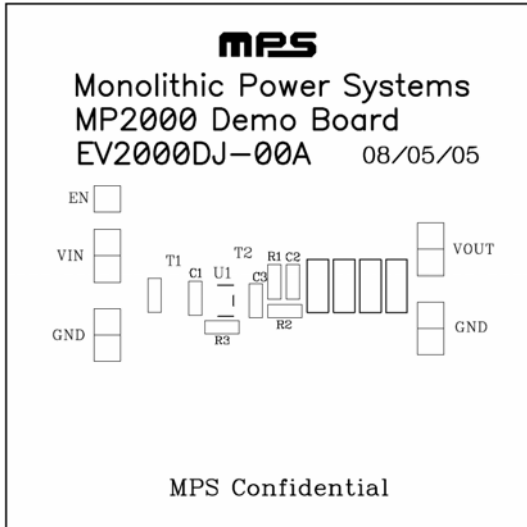 mps
Monolithic Power Systems
MP2000 Demo Board
EV2000DJ-00A 08/05/05
EN
VIN
T1
C1
U1
T2
C3
R1 C2
VOUT
GND
R3
R2
GND
MPS Confidential